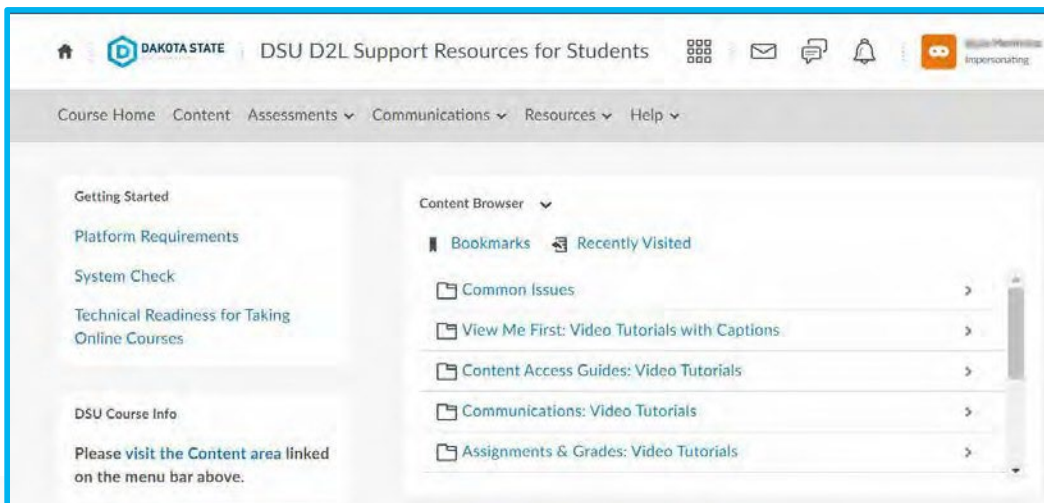 DAKOTA STATE
DSU D2L Support Resources for Students
Impersonating
Course Home Content Assessments Communications Resources Help
Getting Started
Platform Requirements
System Check
Technical Readiness for Taking
Online Courses
DSU Course Info
Please visit the Content area linked
on the menu bar above.
Content Browser
Bookmarks Recently Visited
Common Issues
View Me First: Video Tutorials with Captions
Content Access Guides: Video Tutorials
Communications: Video Tutorials
Assignments & Grades: Video Tutorials